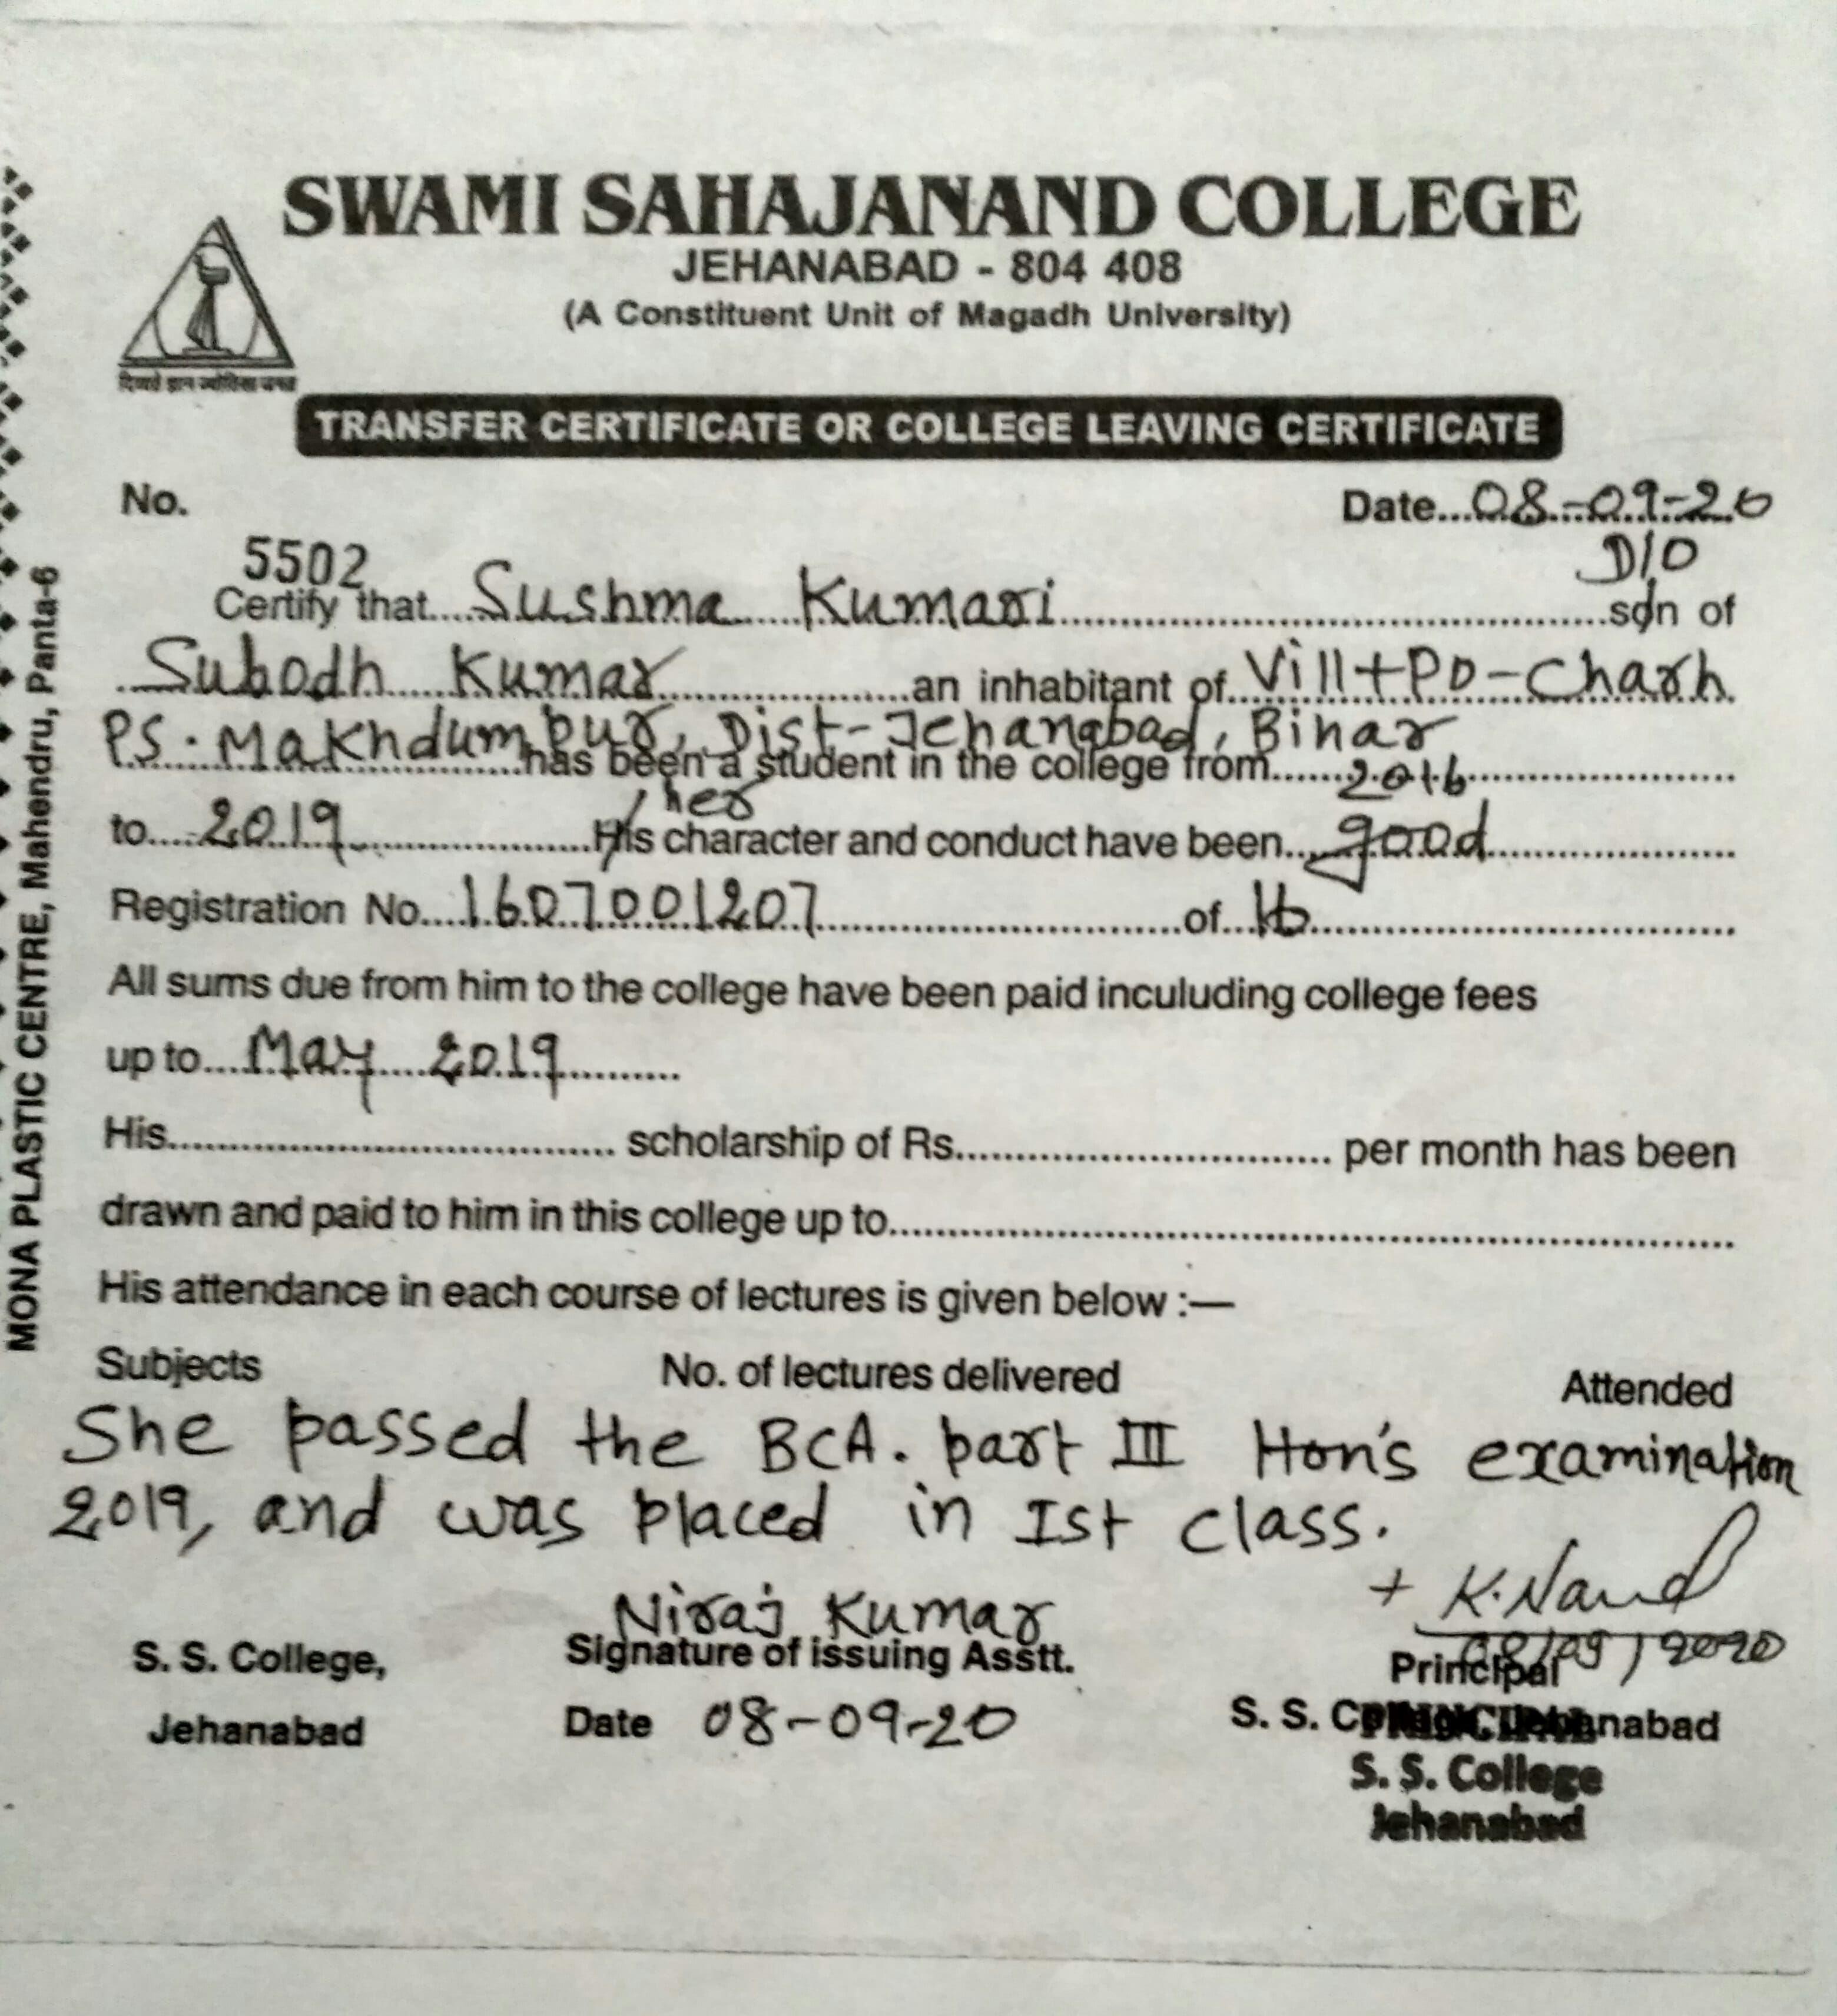 SWAMI SAHAJANAND COLLEGE
JEHANABAD - 804 408
(A Constituent Unit of Magadh University)
TRANSFER CERTIFICATE OR COLLEGE LEAVING CERTIFICATE
No. Date...08-09-20
5502 D/O
Certify that....Sushma Kumari....son of
Subodh Kumar....an inhabitant of..Vill+PO-Charh
PS. Makhdumpur, Dist-Jehanabad, Bihar
has been a student in the college from....2016
her
to....2019....His character and conduct have been...good
Registration No....1607001207....of...16
All sums due from him to the college have been paid inculuding college fees
up to....May 2019
His.... scholarship of Rs.... per month has been
drawn and paid to him in this college up to....
His attendance in each course of lectures is given below :—
Subjects No. of lectures delivered Attended
She passed the BCA. part III Hon's examination
2019, and was placed in Ist class.
K. Nand
Niraj Kumar
08/09/2020
S. S. College, Signature of issuing Asstt. Principal
Jehanabad Date 08-09-20 S. S. College, Jehanabad
PRINCIPAL
S. S. College
Jehanabad
MONA PLASTIC CENTRE, Mahendru, Panta-6